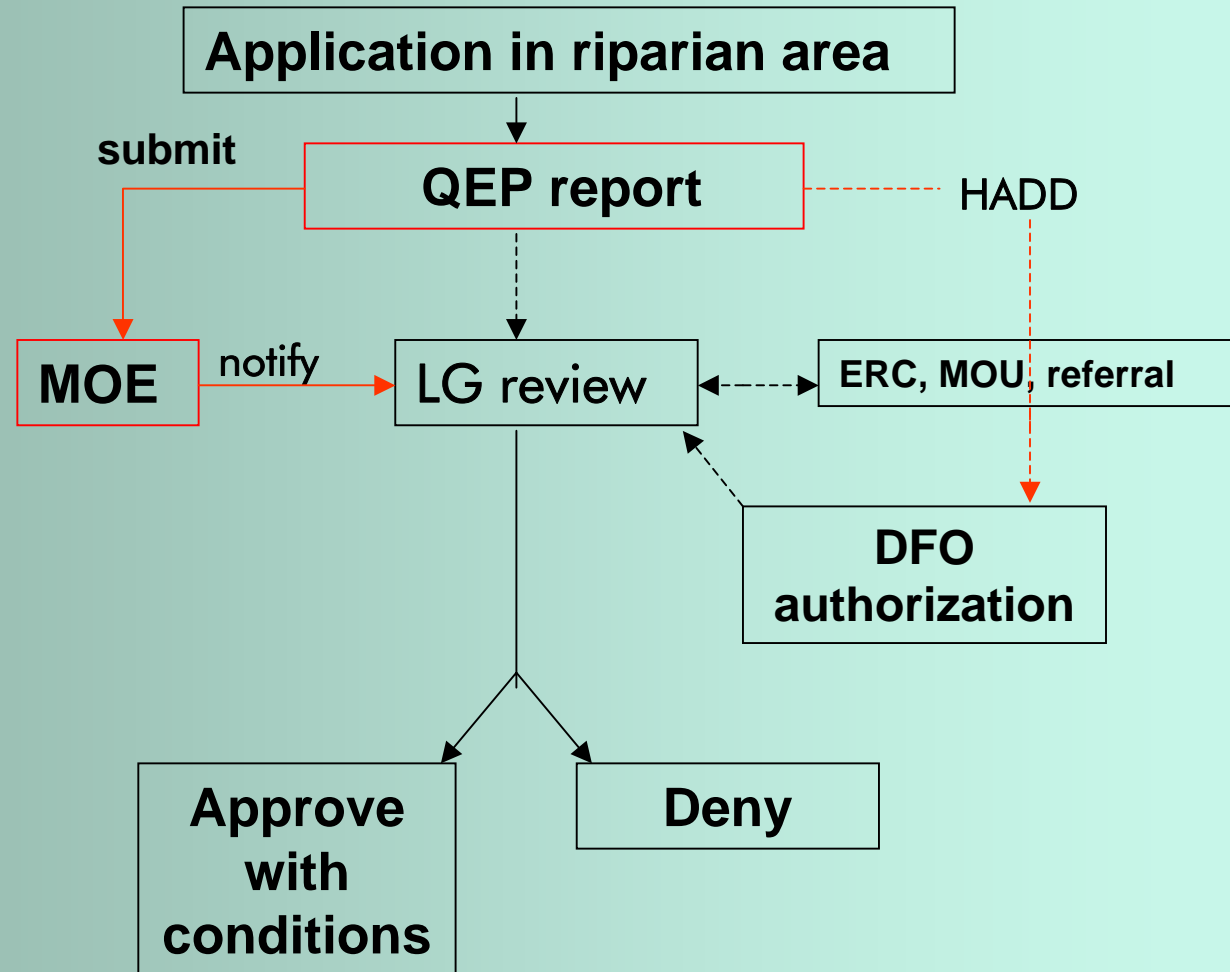 Application in riparian area
submit
QEP report
HADD
MOE
notify
LG review
ERC, MOU, referral
DFO
authorization
Approve
with
conditions
Deny